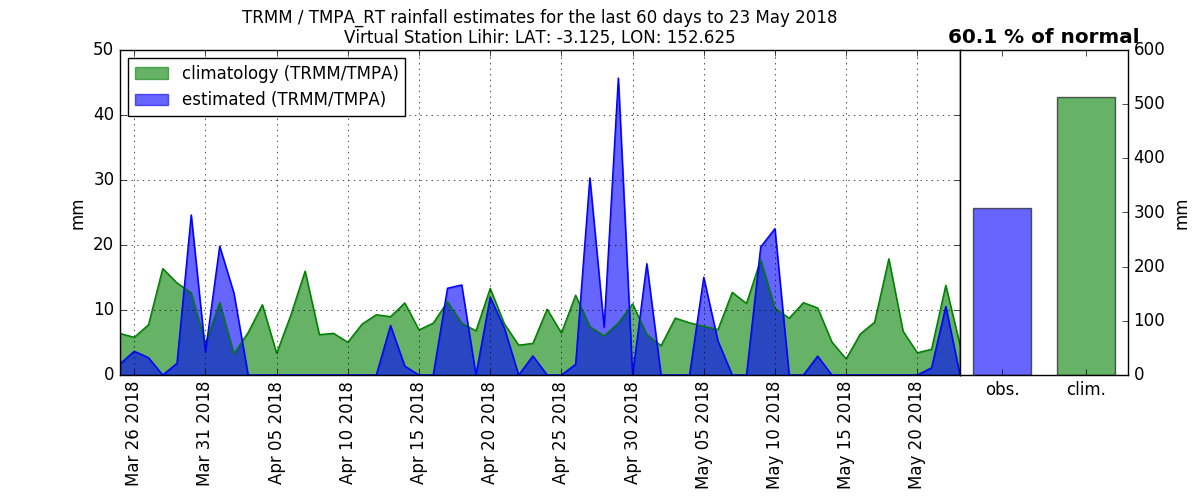 TRMM / TMPA_RT rainfall estimates for the last 60 days to 23 May 2018
Virtual Station Lihir: LAT: -3.125, LON: 152.625
60.1 % of normal
climatology (TRMM/TMPA)
estimated (TRMM/TMPA)
50
40
30
20
10
0
mm
Mar 26 2018
Mar 31 2018
Apr 05 2018
Apr 10 2018
Apr 15 2018
Apr 20 2018
Apr 25 2018
Apr 30 2018
May 05 2018
May 10 2018
May 15 2018
May 20 2018
600
500
400
300
200
100
0
mm
obs.
clim.